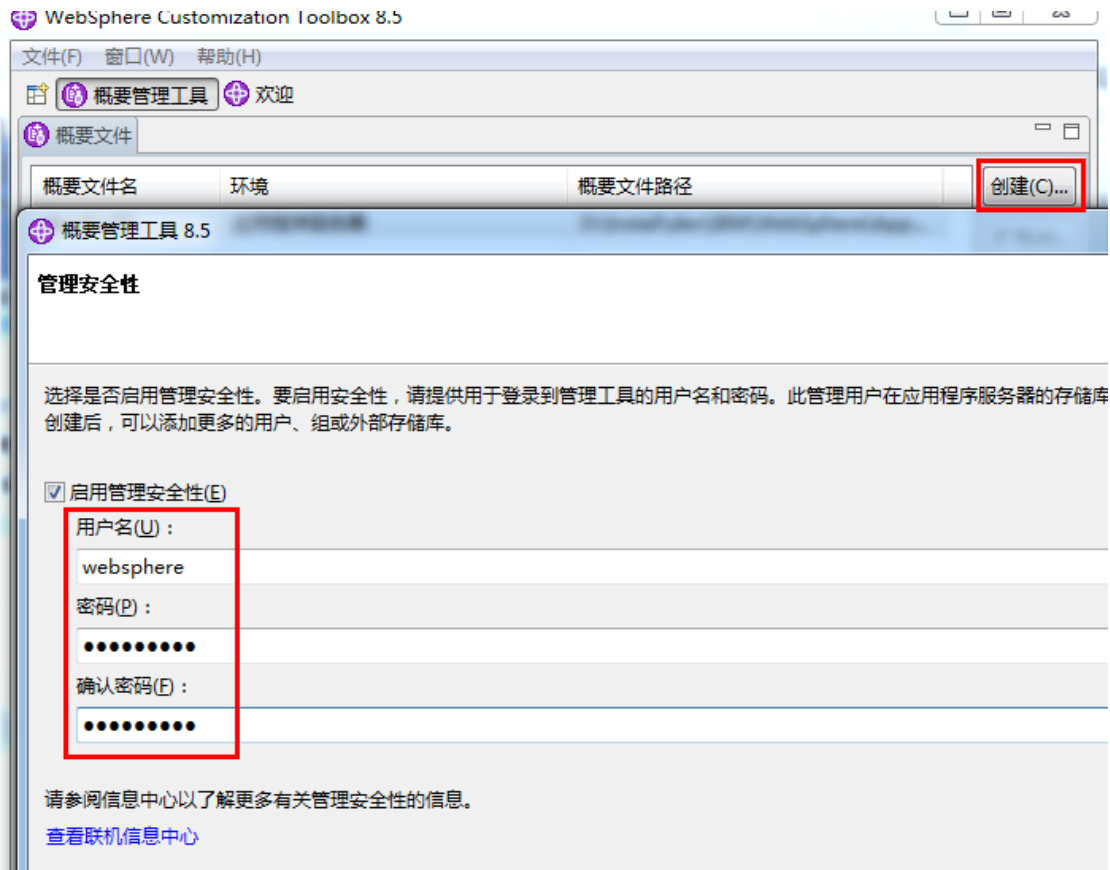 WebSphere Customization Toolbox 8.5
文件(F) 窗口(W) 帮助(H)
概要管理工具 欢迎
概要文件
概要文件名 环境 概要文件路径 创建(C)...
概要管理工具 8.5
管理安全性
选择是否启用管理安全性。要启用安全性，请提供用于登录到管理工具的用户名和密码。此管理用户在应用程序服务器的存储库
创建后，可以添加更多的用户、组或外部存储库。
启用管理安全性(E)
用户名(U)：
websphere
密码(P)：
●●●●●●●●●
确认密码(F)：
●●●●●●●●●
请参阅信息中心以了解更多有关管理安全性的信息。
查看联机信息中心